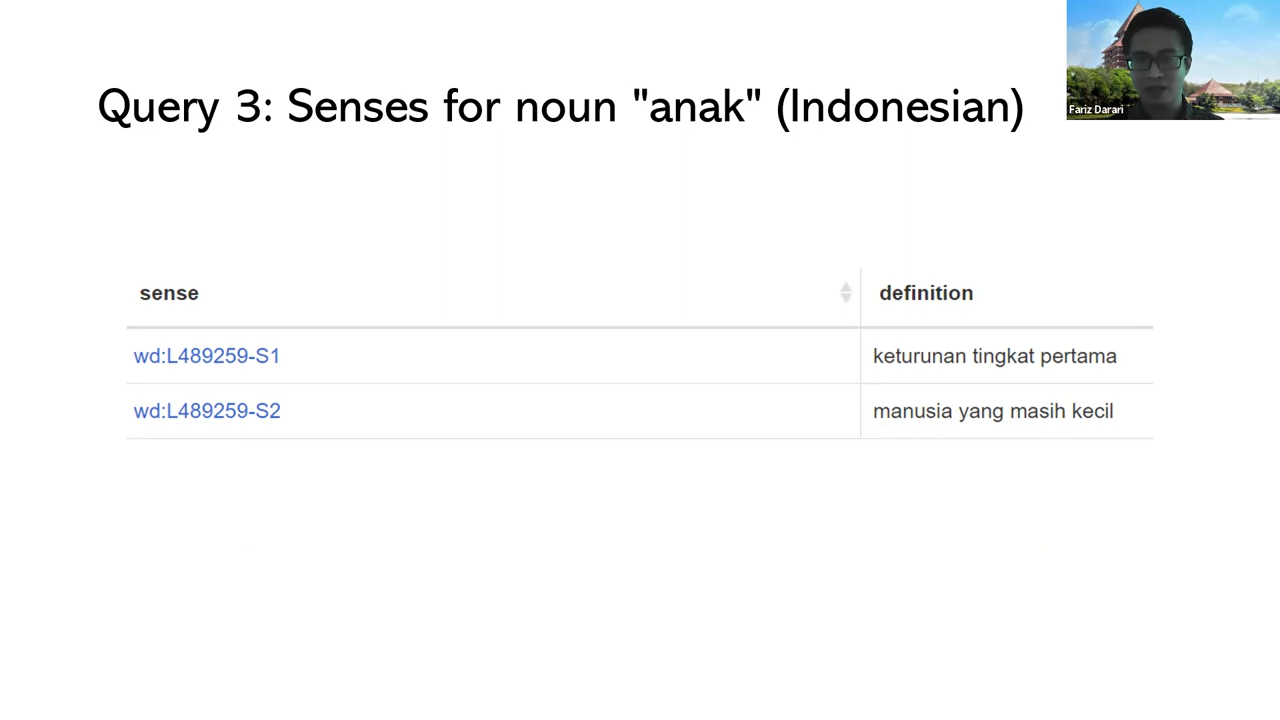 Query 3: Senses for noun "anak" (Indonesian)
Fariz Darari
sense definition
wd:L489259-S1 keturunan tingkat pertama
wd:L489259-S2 manusia yang masih kecil